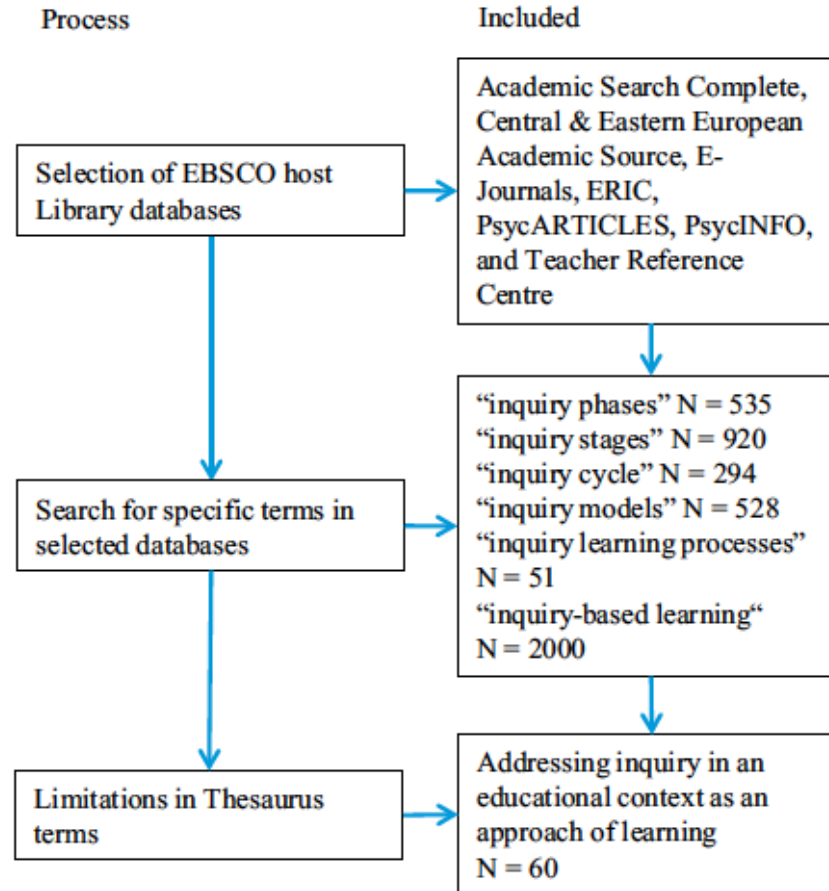 Process
Included
Selection of EBSCO host
Library databases
Academic Search Complete,
Central & Eastern European
Academic Source, E-
Journals, ERIC,
PsycARTICLES, PsycINFO,
and Teacher Reference
Centre
Search for specific terms in
selected databases
“inquiry phases” N = 535
“inquiry stages” N = 920
“inquiry cycle” N = 294
“inquiry models” N = 528
“inquiry learning processes”
N = 51
“inquiry-based learning“
N = 2000
Limitations in Thesaurus
terms
Addressing inquiry in an
educational context as an
approach of learning
N = 60